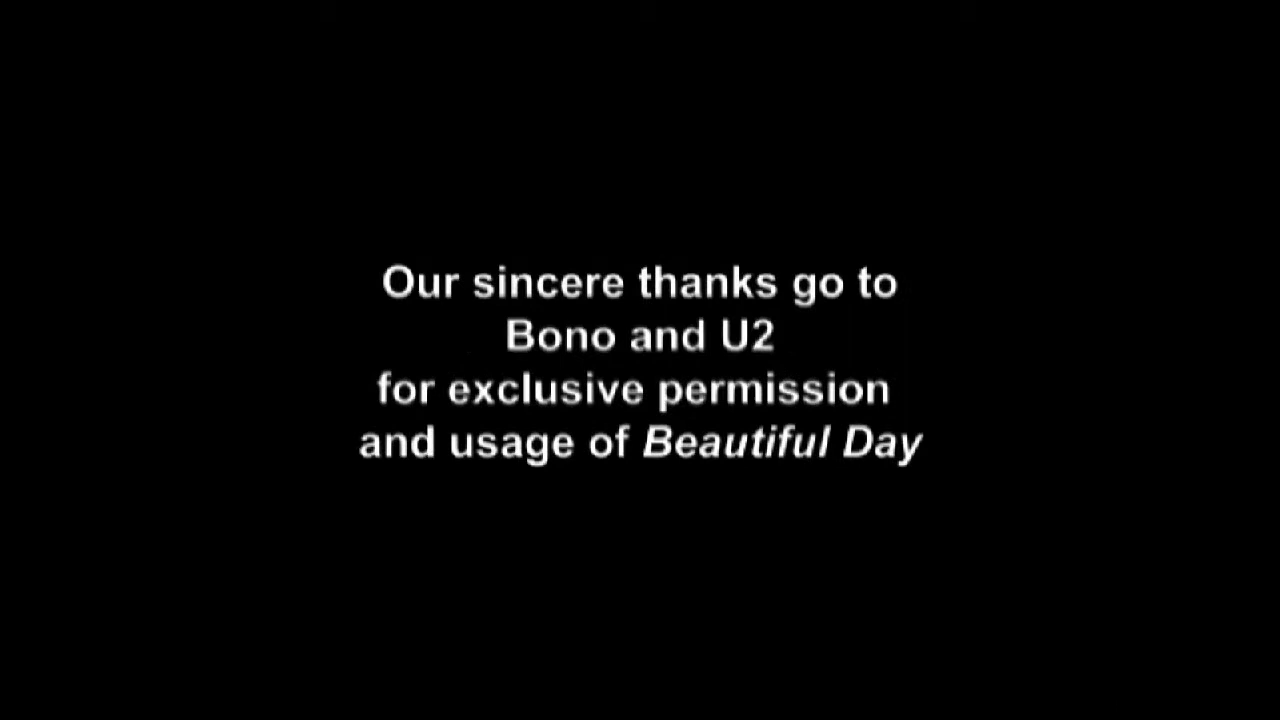 Our sincere thanks go to
Bono and U2
for exclusive permission
and usage of Beautiful Day